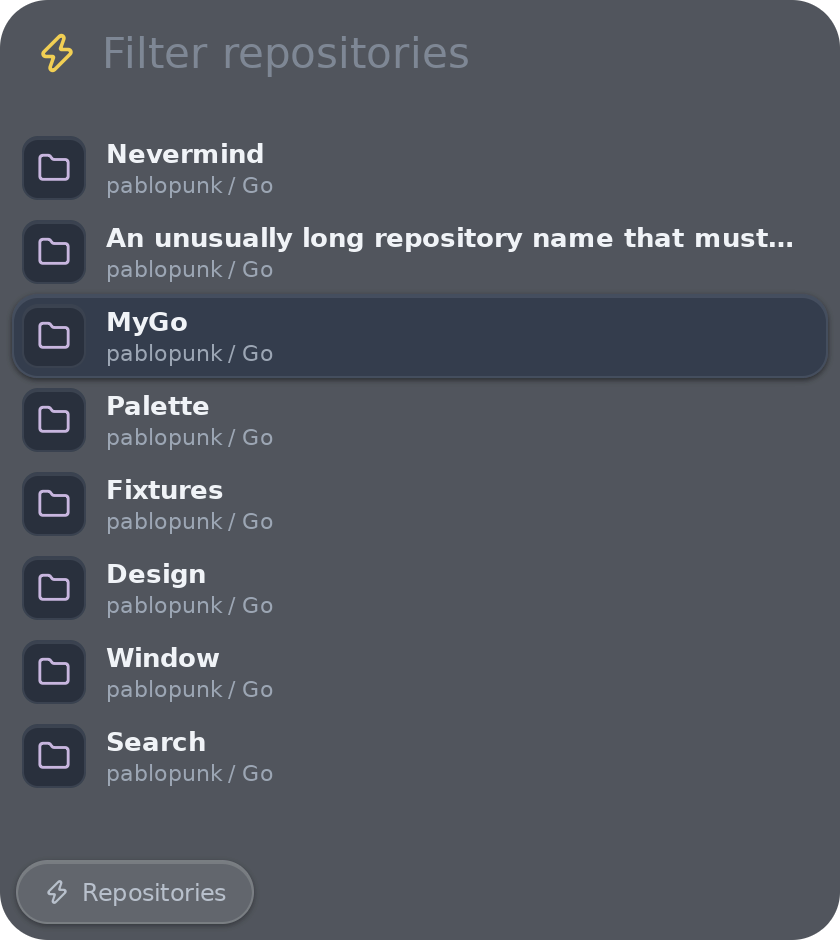 Filter repositories
Nevermind
pablopunk / Go
An unusually long repository name that must…
pablopunk / Go
MyGo
pablopunk / Go
Palette
pablopunk / Go
Fixtures
pablopunk / Go
Design
pablopunk / Go
Window
pablopunk / Go
Search
pablopunk / Go
Repositories